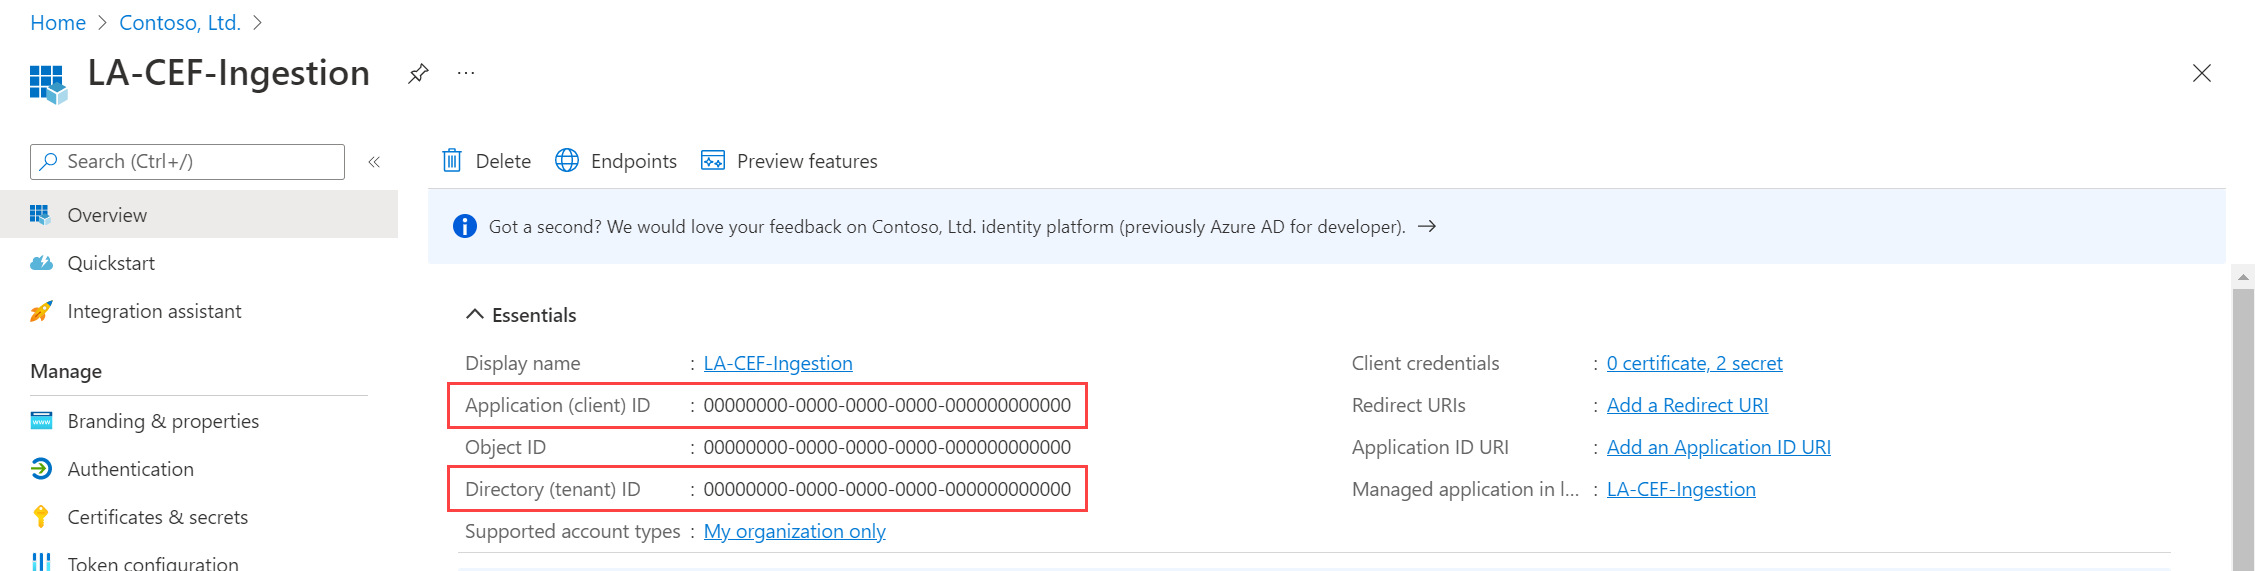 Home > Contoso, Ltd. >
LA-CEF-Ingestion ...
Search (Ctrl+/) «
Overview
Quickstart
Integration assistant
Manage
Branding & properties
Authentication
Certificates & secrets
Token configuration
Delete Endpoints Preview features
Got a second? We would love your feedback on Contoso, Ltd. identity platform (previously Azure AD for developer). →
Essentials
Display name : LA-CEF-Ingestion
Application (client) ID : 00000000-0000-0000-0000-000000000000
Object ID : 00000000-0000-0000-0000-000000000000
Directory (tenant) ID : 00000000-0000-0000-0000-000000000000
Supported account types : My organization only
Client credentials : 0 certificate, 2 secret
Redirect URIs : Add a Redirect URI
Application ID URI : Add an Application ID URI
Managed application in l... : LA-CEF-Ingestion